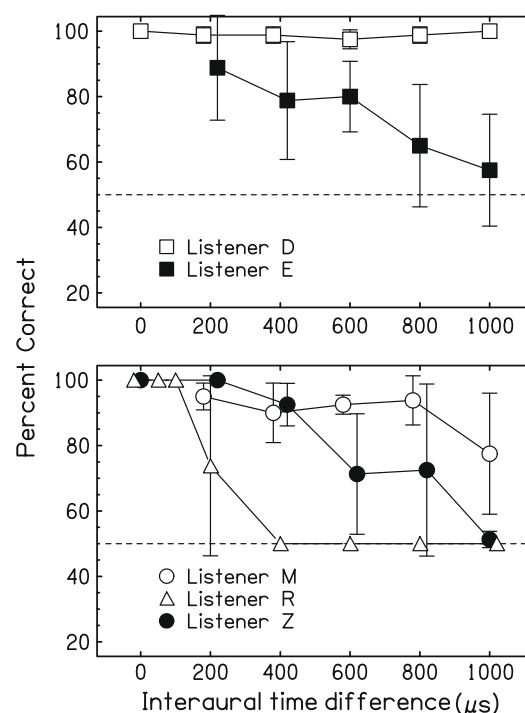 100
80
60
40
20
Listener D
Listener E
0 200 400 600 800 1000
Percent Correct
100
80
60
40
20
Listener M
Listener R
Listener Z
0 200 400 600 800 1000
Interaural time difference (μs)